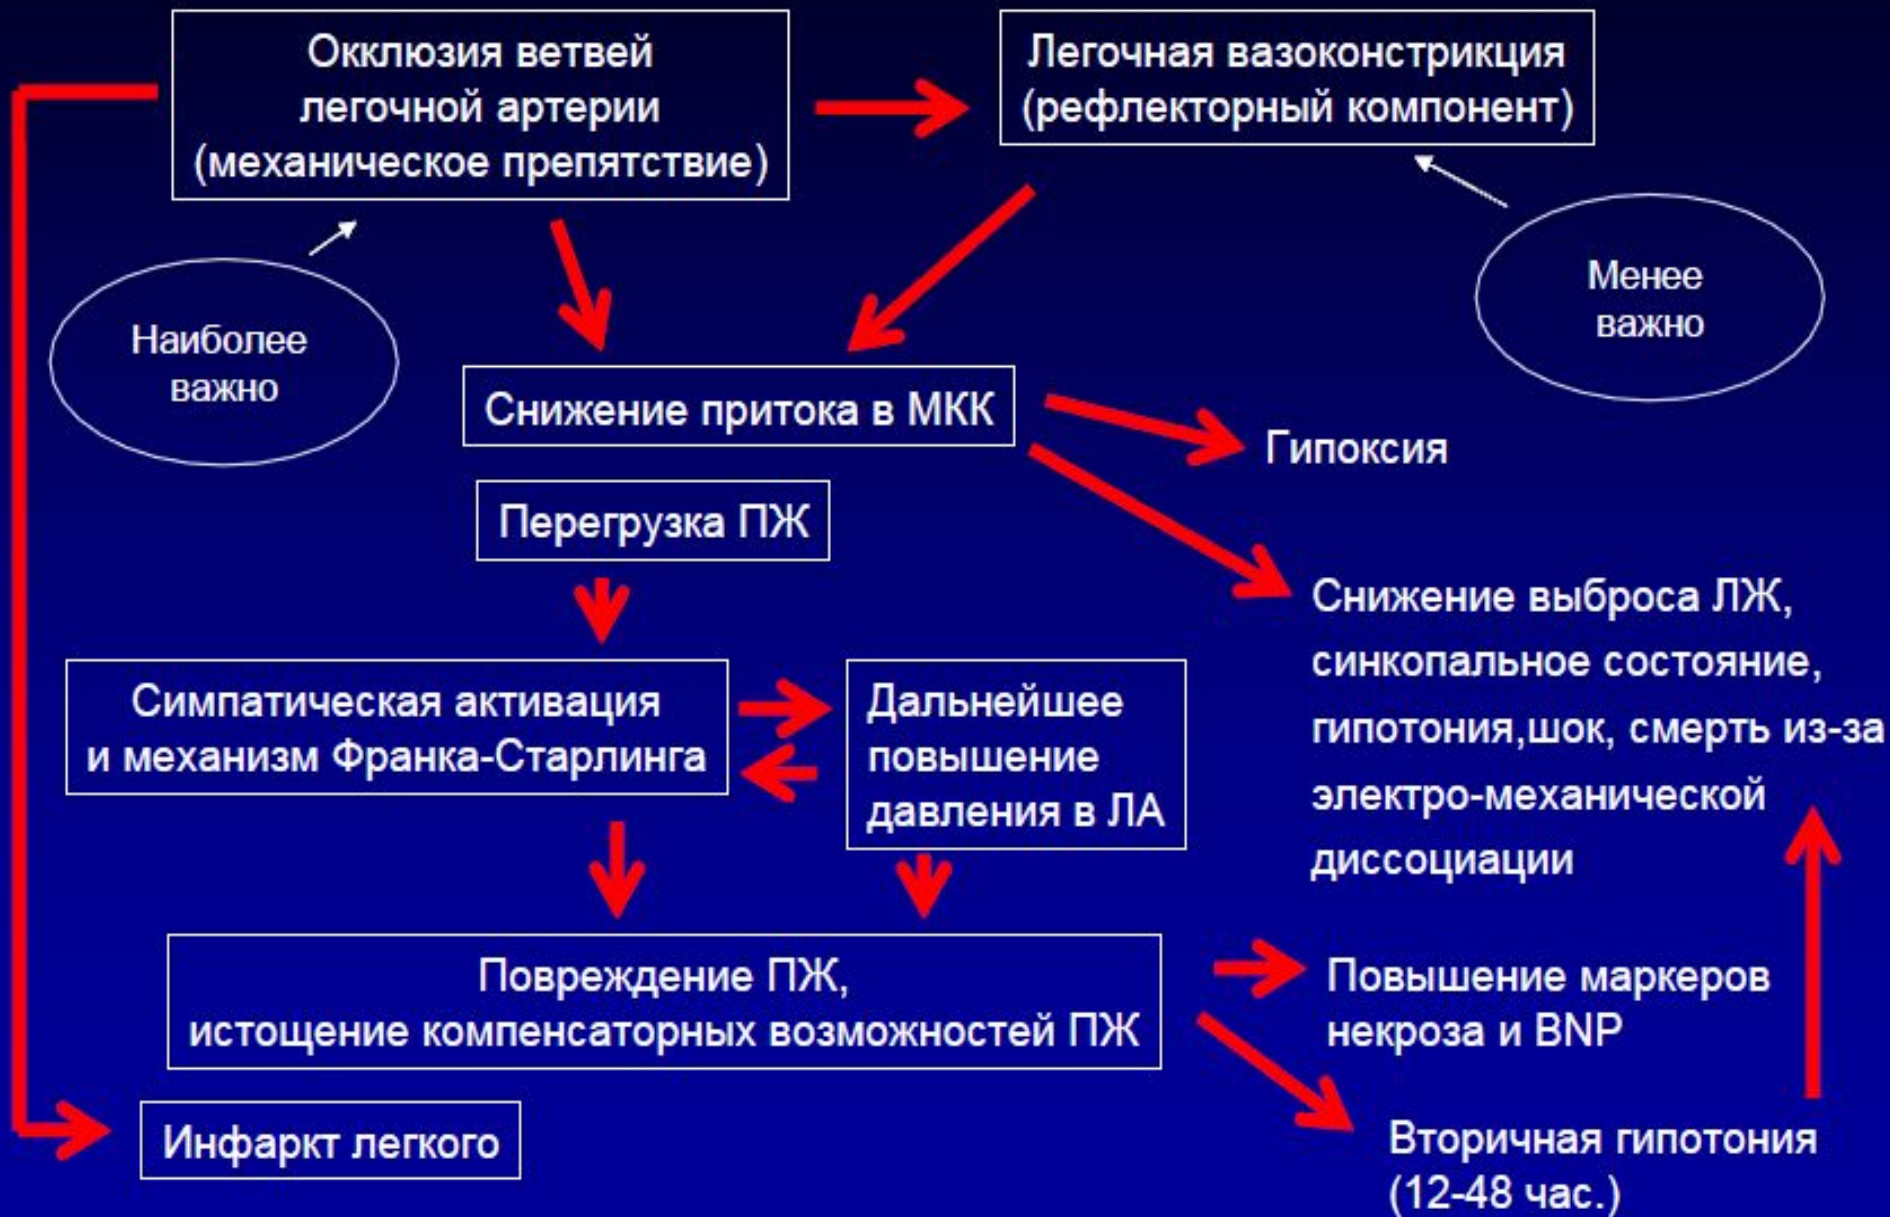 Окклюзия ветвей
легочной артерии
(механическое препятствие)
Легочная вазоконстрикция
(рефлекторный компонент)
Наиболее
важно
Менее
важно
Снижение притока в МКК
Гипоксия
Перегрузка ПЖ
Снижение выброса ЛЖ,
синкопальное состояние,
гипотония,шок, смерть из-за
электро-механической
диссоциации
Симпатическая активация
и механизм Франка-Старлинга
Дальнейшее
повышение
давления в ЛА
Повреждение ПЖ,
истощение компенсаторных возможностей ПЖ
Повышение маркеров
некроза и BNP
Инфаркт легкого
Вторичная гипотония
(12-48 час.)